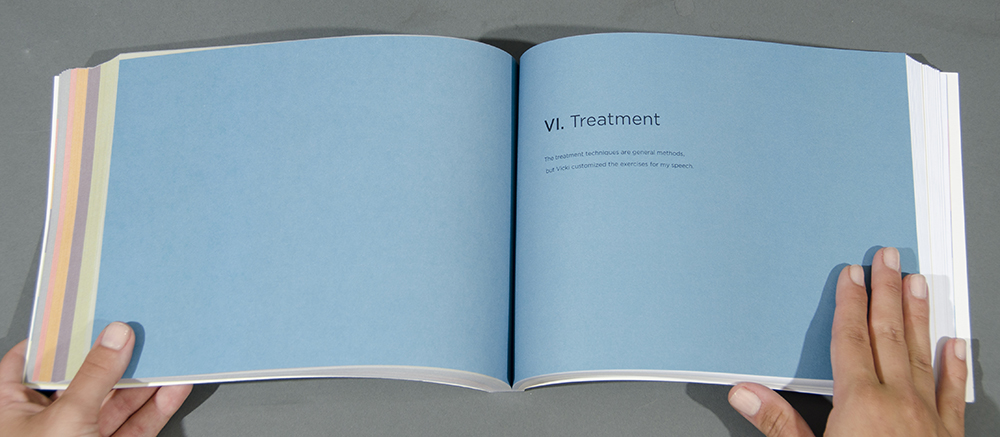 VI. Treatment
The treatment techniques are general methods,
but Vicki customized the exercises for my speech.